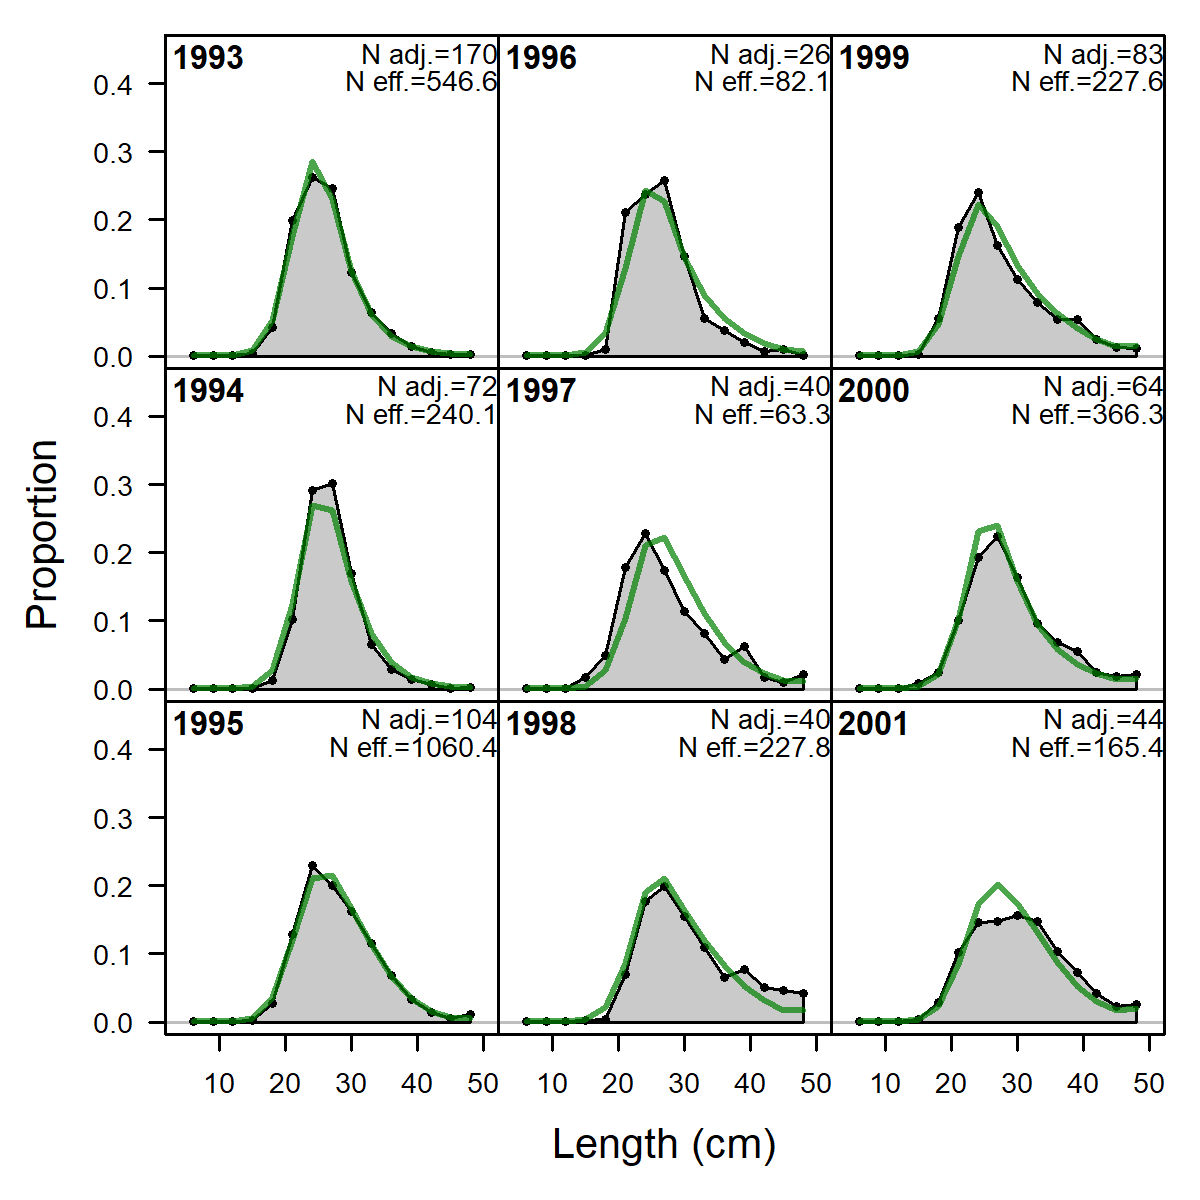 1993
N adj.=170
N eff.=546.6
1996
N adj.=26
N eff.=82.1
1999
N adj.=83
N eff.=227.6
0.4
0.3
0.2
0.1
0.0
1994
N adj.=72
N eff.=240.1
1997
N adj.=40
N eff.=63.3
2000
N adj.=64
N eff.=366.3
0.4
0.3
0.2
0.1
0.0
Proportion
1995
N adj.=104
N eff.=1060.4
1998
N adj.=40
N eff.=227.8
2001
N adj.=44
N eff.=165.4
0.4
0.3
0.2
0.1
0.0
10 20 30 40 50
10 20 30 40 50
10 20 30 40 50
Length (cm)